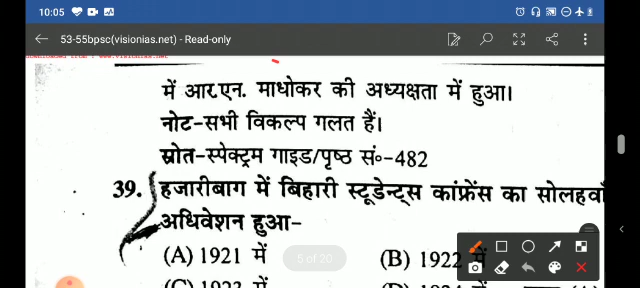 10:05
53-55bpsc(visionias.net) - Read-only
में आर.एन. माधोकर की अध्यक्षता में हुआ।
नोट-सभी विकल्प गलत हैं।
स्रोत-स्पेक्ट्रम गाइड/पृष्ठ सं०-482
39. हजारीबाग में बिहारी स्टूडेन्ट्स कांफ्रेंस का सोलहवाँ
अधिवेशन हुआ-
(A) 1921 में
5 of 20
(B) 1922 में